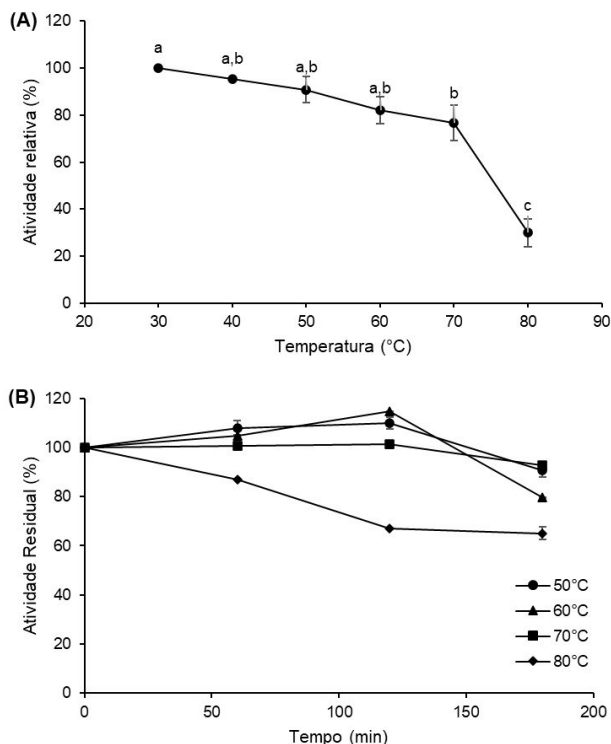 (A)
120
100
80
60
40
20
0
Atividade relativa (%)
a
a,b
a,b
a,b
b
c
20 30 40 50 60 70 80 90
Temperatura (°C)
(B)
120
100
80
60
40
20
0
Atividade Residual (%)
50°C
60°C
70°C
80°C
0 50 100 150 200
Tempo (min)